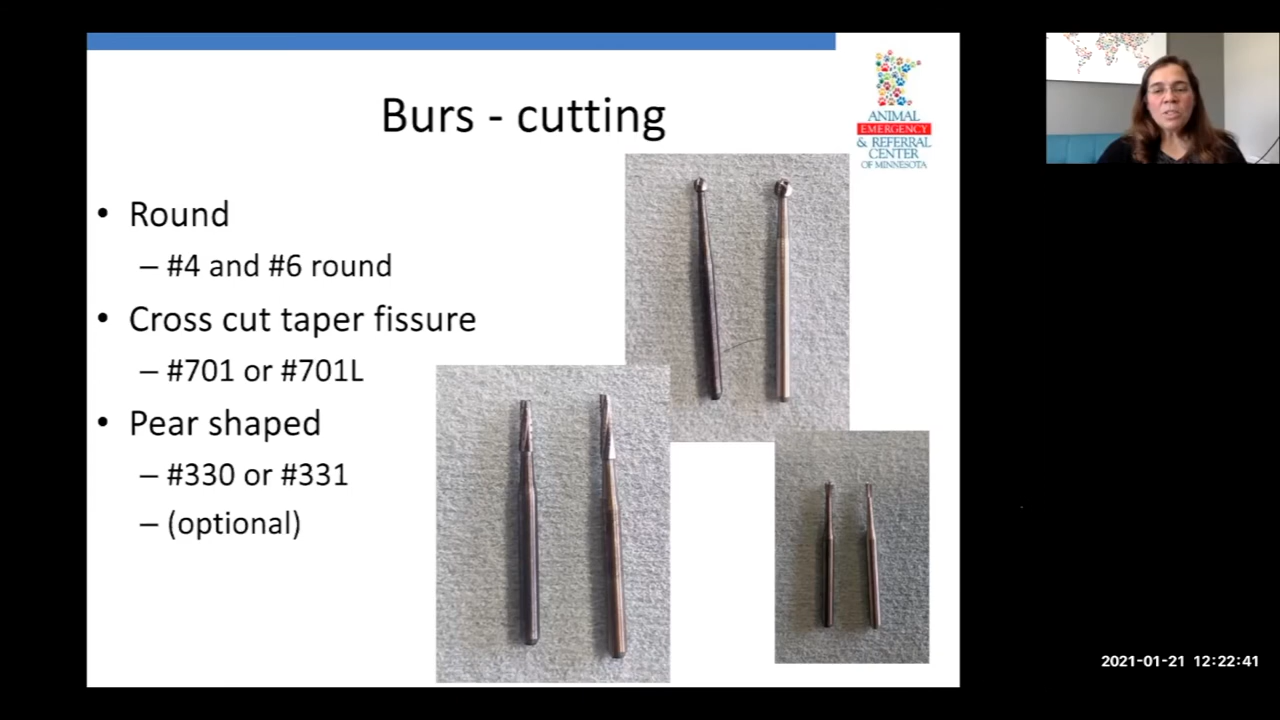 Burs - cutting
ANIMAL
EMERGENCY
& REFERRAL
CENTER
OF MINNESOTA
• Round
– #4 and #6 round
• Cross cut taper fissure
– #701 or #701L
• Pear shaped
– #330 or #331
– (optional)
2021-01-21 12:22:41